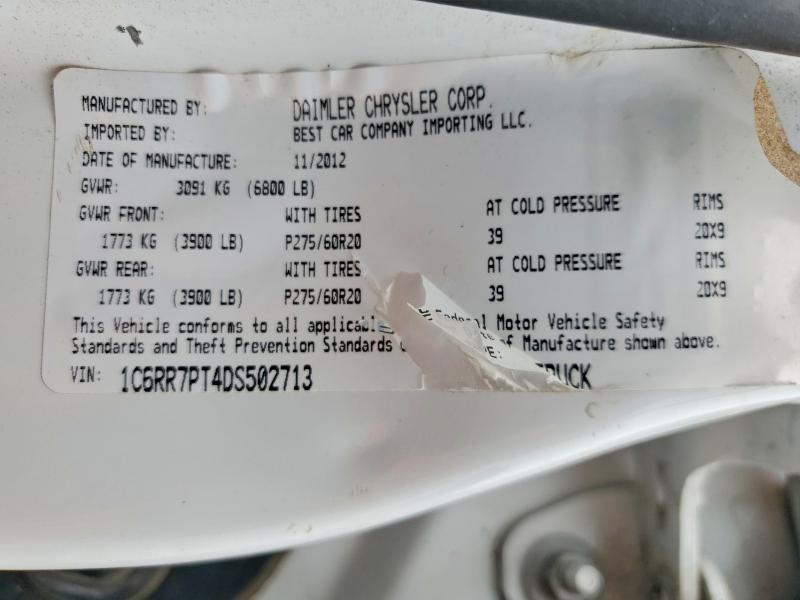 MANUFACTURED BY: DAIMLER CHRYSLER CORP.
IMPORTED BY: BEST CAR COMPANY IMPORTING LLC.
DATE OF MANUFACTURE: 11/2012
GVWR: 3091 KG (6800 LB)
GVWR FRONT: WITH TIRES AT COLD PRESSURE RIMS
1773 KG (3900 LB) P275/60R20 39 20X9
GVWR REAR: WITH TIRES AT COLD PRESSURE RIMS
1773 KG (3900 LB) P275/60R20 39 20X9
This Vehicle conforms to all applicable Federal Motor Vehicle Safety
Standards and Theft Prevention Standards of Manufacture shown above.
VIN: 1C6RR7PT4DS502713 TRUCK